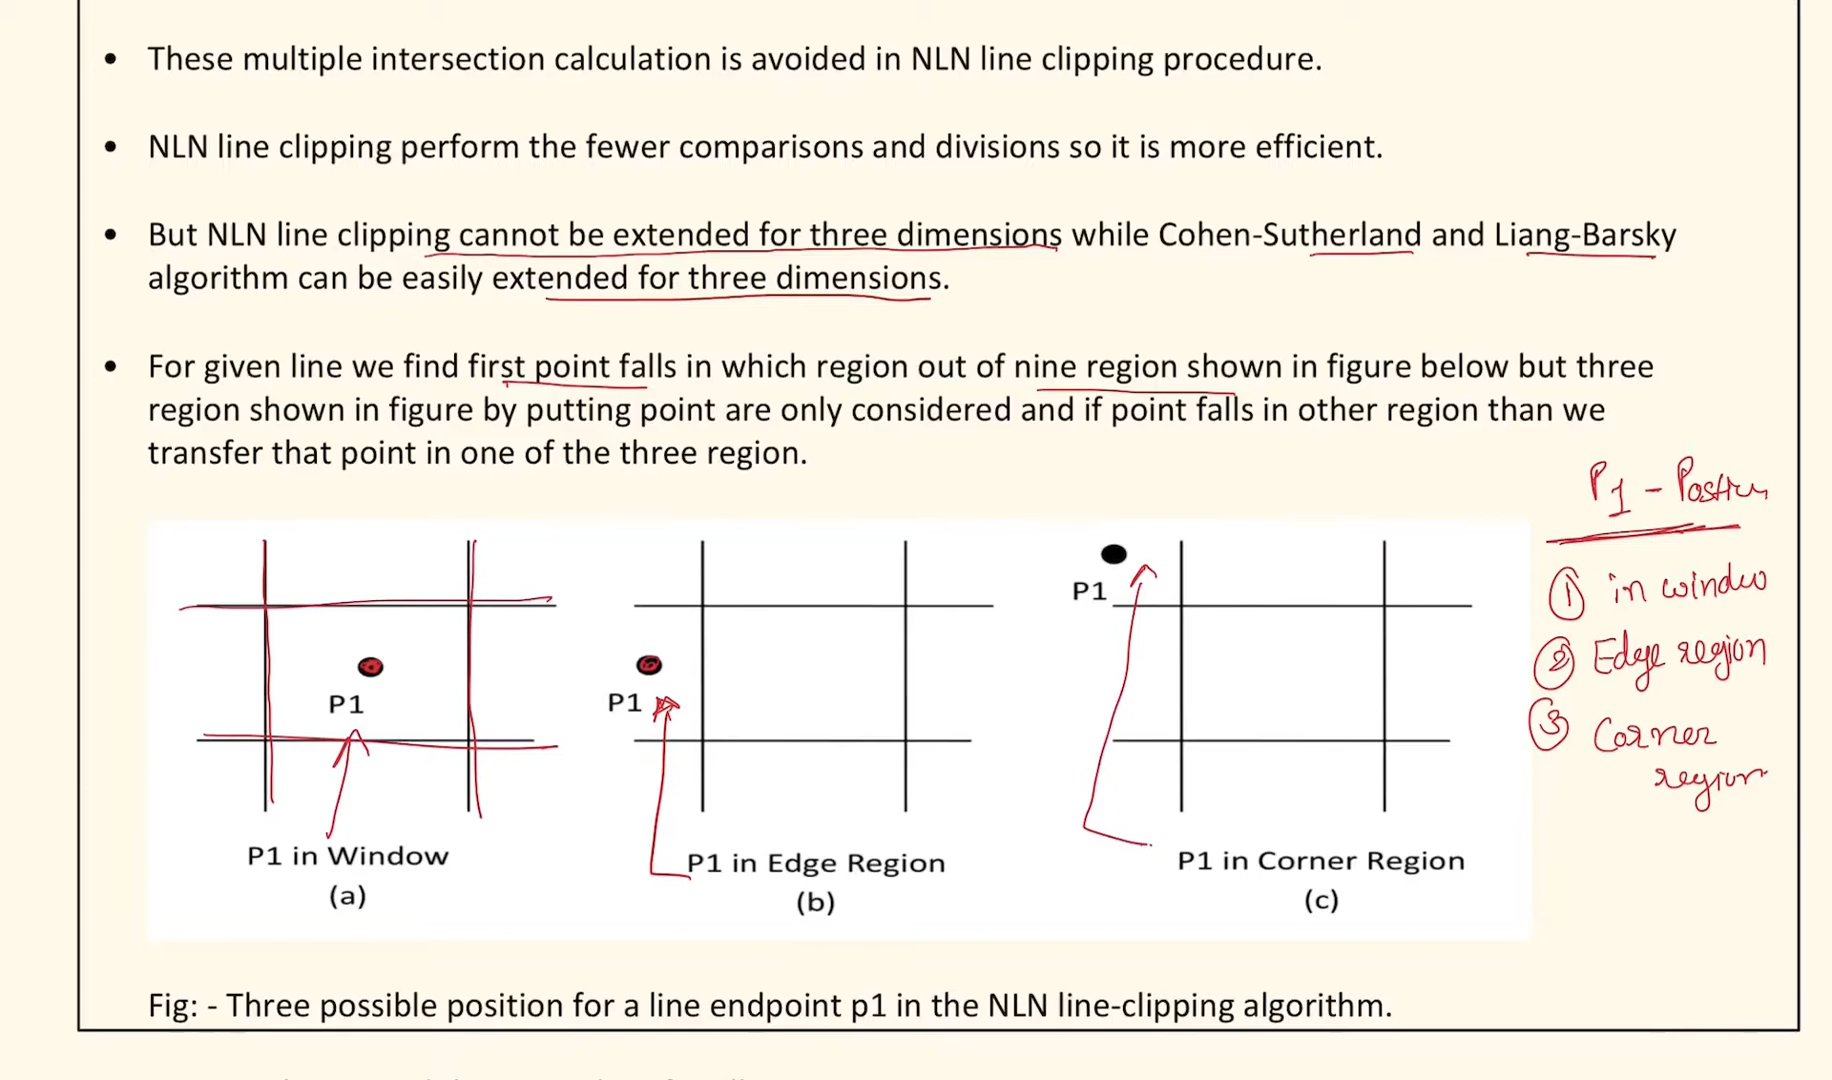 • These multiple intersection calculation is avoided in NLN line clipping procedure.
• NLN line clipping perform the fewer comparisons and divisions so it is more efficient.
• But NLN line clipping cannot be extended for three dimensions while Cohen-Sutherland and Liang-Barsky
algorithm can be easily extended for three dimensions.
• For given line we find first point falls in which region out of nine region shown in figure below but three
region shown in figure by putting point are only considered and if point falls in other region than we
transfer that point in one of the three region.
P1 - Position
① in window
② Edge region
③ Corner
region
P1
P1
P1
P1 in Window
(a)
P1 in Edge Region
(b)
P1 in Corner Region
(c)
Fig: - Three possible position for a line endpoint p1 in the NLN line-clipping algorithm.